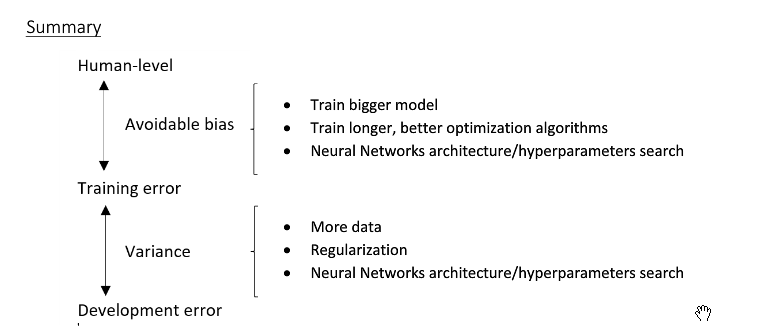 Summary
Human-level
Avoidable bias
• Train bigger model
• Train longer, better optimization algorithms
• Neural Networks architecture/hyperparameters search
Training error
Variance
• More data
• Regularization
• Neural Networks architecture/hyperparameters search
Development error